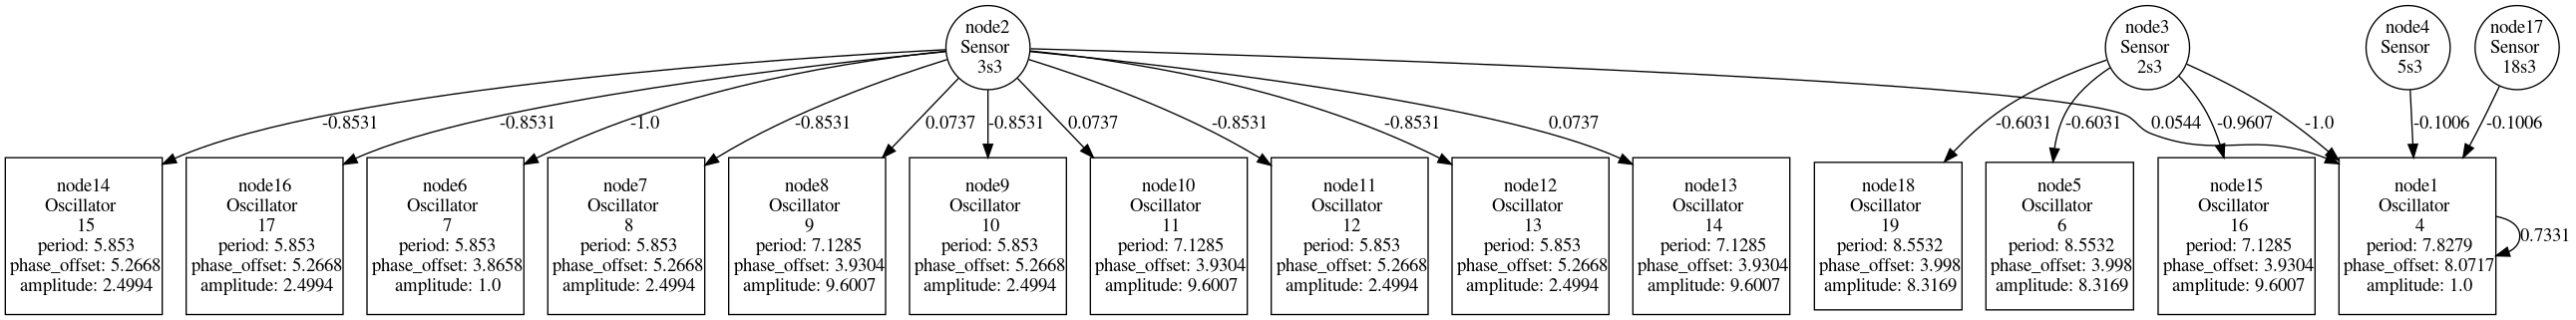 node2
Sensor
3s3
node3
Sensor
2s3
node4
Sensor
5s3
node17
Sensor
18s3
-0.8531
-0.8531
-1.0
-0.8531
0.0737
-0.8531
0.0737
-0.8531
-0.8531
0.0737
-0.6031
-0.6031
0.0544
-0.9607
-1.0
-0.1006
-0.1006
node14
Oscillator
15
period: 5.853
phase_offset: 5.2668
amplitude: 2.4994
node16
Oscillator
17
period: 5.853
phase_offset: 5.2668
amplitude: 2.4994
node6
Oscillator
7
period: 5.853
phase_offset: 3.8658
amplitude: 1.0
node7
Oscillator
8
period: 5.853
phase_offset: 5.2668
amplitude: 2.4994
node8
Oscillator
9
period: 7.1285
phase_offset: 3.9304
amplitude: 9.6007
node9
Oscillator
10
period: 5.853
phase_offset: 5.2668
amplitude: 2.4994
node10
Oscillator
11
period: 7.1285
phase_offset: 3.9304
amplitude: 9.6007
node11
Oscillator
12
period: 5.853
phase_offset: 5.2668
amplitude: 2.4994
node12
Oscillator
13
period: 5.853
phase_offset: 5.2668
amplitude: 2.4994
node13
Oscillator
14
period: 7.1285
phase_offset: 3.9304
amplitude: 9.6007
node18
Oscillator
19
period: 8.5532
phase_offset: 3.998
amplitude: 8.3169
node5
Oscillator
6
period: 8.5532
phase_offset: 3.998
amplitude: 8.3169
node15
Oscillator
16
period: 7.1285
phase_offset: 3.9304
amplitude: 9.6007
node1
Oscillator
4
period: 7.8279
phase_offset: 8.0717
amplitude: 1.0
0.7331